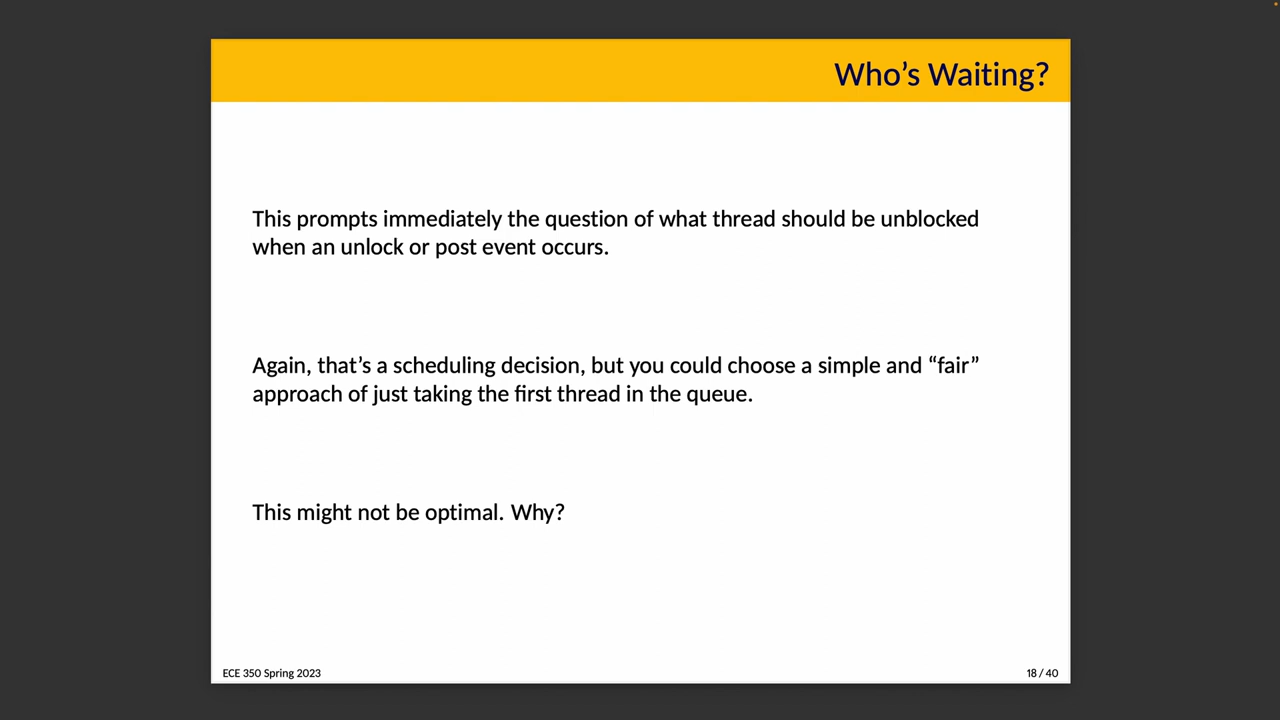 Who’s Waiting?
This prompts immediately the question of what thread should be unblocked
when an unlock or post event occurs.
Again, that’s a scheduling decision, but you could choose a simple and “fair”
approach of just taking the first thread in the queue.
This might not be optimal. Why?
ECE 350 Spring 2023
18 / 40